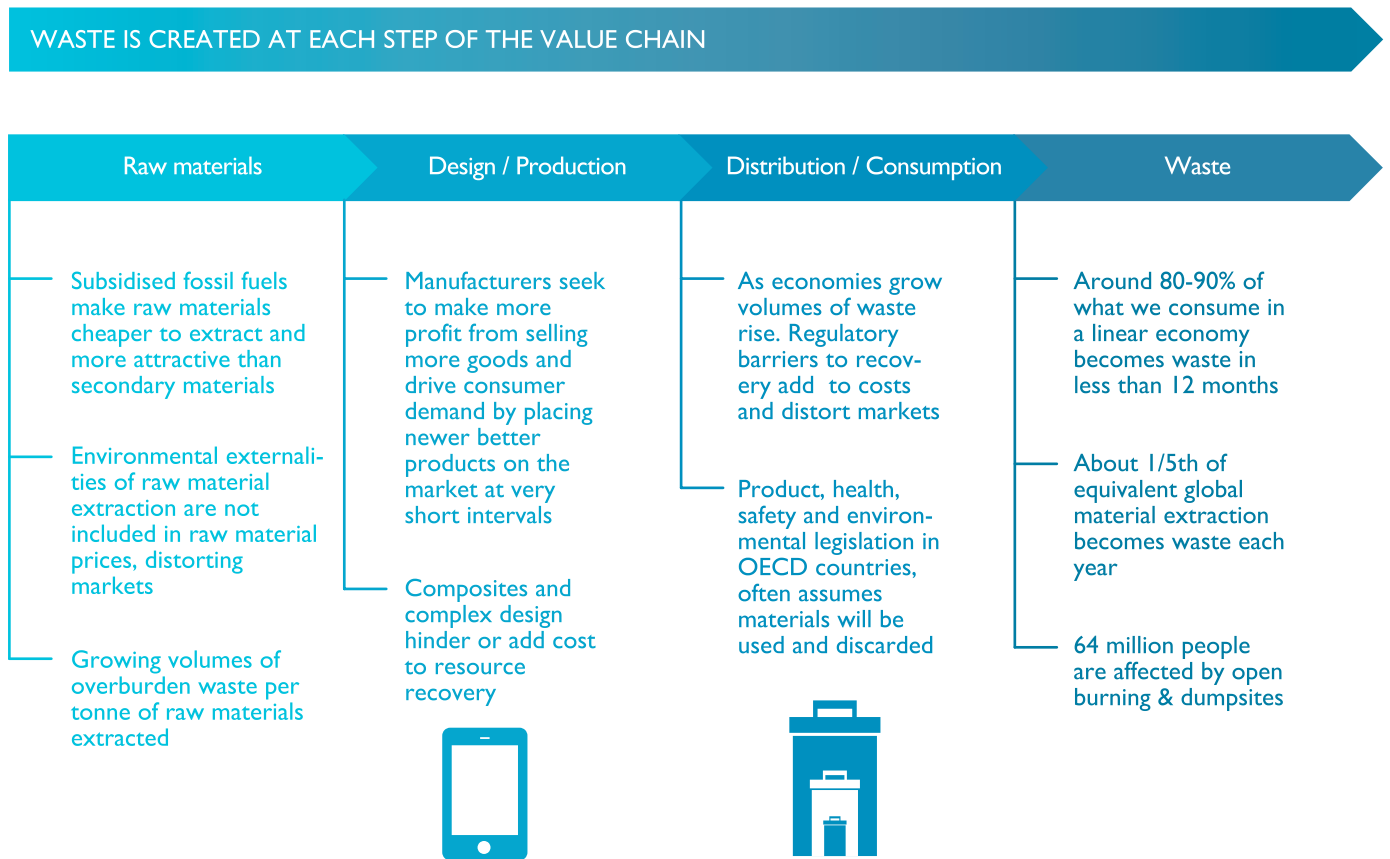 WASTE IS CREATED AT EACH STEP OF THE VALUE CHAIN
Raw materials
Subsidised fossil fuels
make raw materials
cheaper to extract and
more attractive than
secondary materials
Environmental externali-
ties of raw material
extraction are not
included in raw material
prices, distorting
markets
Growing volumes of
overburden waste per
tonne of raw materials
extracted
Design / Production
Manufacturers seek
to make more
profit from selling
more goods and
drive consumer
demand by placing
newer better
products on the
market at very
short intervals
Composites and
complex design
hinder or add cost
to resource
recovery
Distribution / Consumption
As economies grow
volumes of waste
rise. Regulatory
barriers to recov-
ery add  to costs
and distort markets
Product, health,
safety and environ-
mental legislation in
OECD countries,
often assumes
materials will be
used and discarded
Waste
Around 80-90% of
what we consume in
a linear economy
becomes waste in
less than 12 months
About 1/5th of
equivalent global
material extraction
becomes waste each
year
64 million people
are affected by open
burning & dumpsites